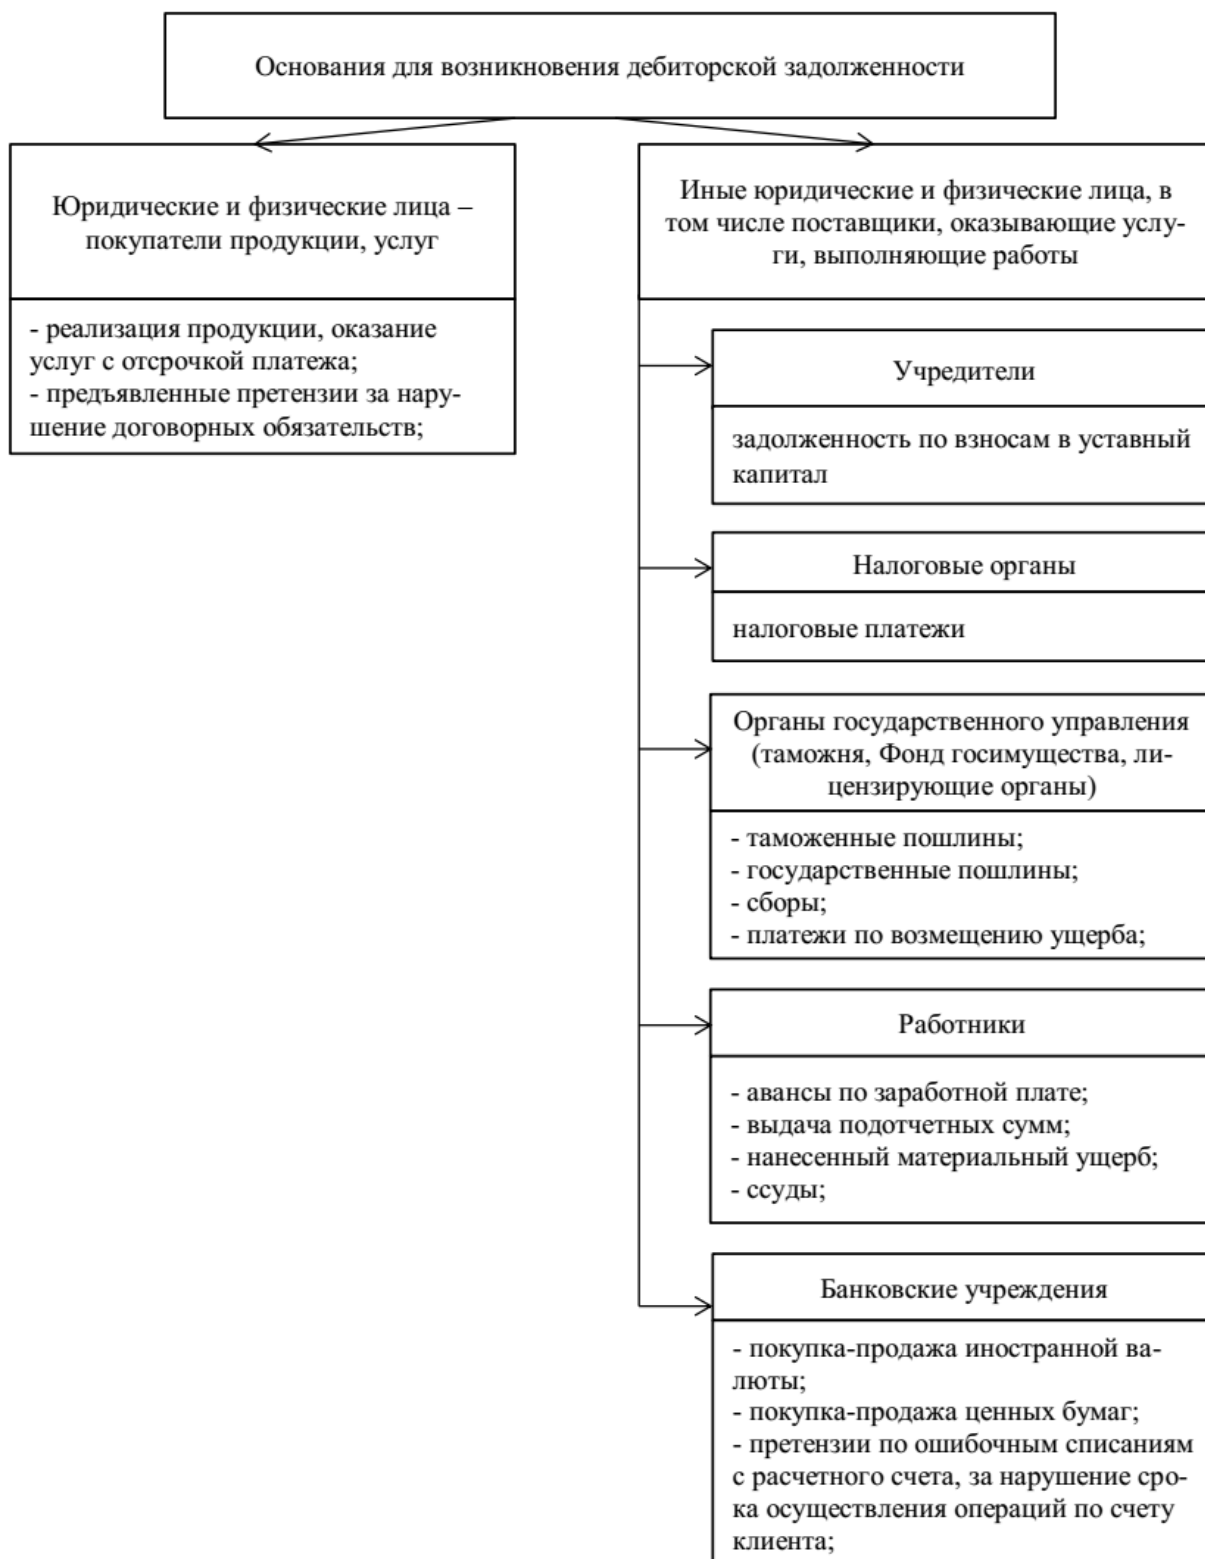 Основания для возникновения дебиторской задолженности
Юридические и физические лица –
покупатели продукции, услуг
- реализация продукции, оказание
услуг с отсрочкой платежа;
- предъявленные претензии за нару-
шение договорных обязательств;
Иные юридические и физические лица, в
том числе поставщики, оказывающие услу-
ги, выполняющие работы
Учредители
задолженность по взносам в уставный
капитал
Налоговые органы
налоговые платежи
Органы государственного управления
(таможня, Фонд госимущества, ли-
цензирующие органы)
- таможенные пошлины;
- государственные пошлины;
- сборы;
- платежи по возмещению ущерба;
Работники
- авансы по заработной плате;
- выдача подотчетных сумм;
- нанесенный материальный ущерб;
- ссуды;
Банковские учреждения
- покупка-продажа иностранной ва-
люты;
- покупка-продажа ценных бумаг;
- претензии по ошибочным списаниям
с расчетного счета, за нарушение сро-
ка осуществления операций по счету
клиента;